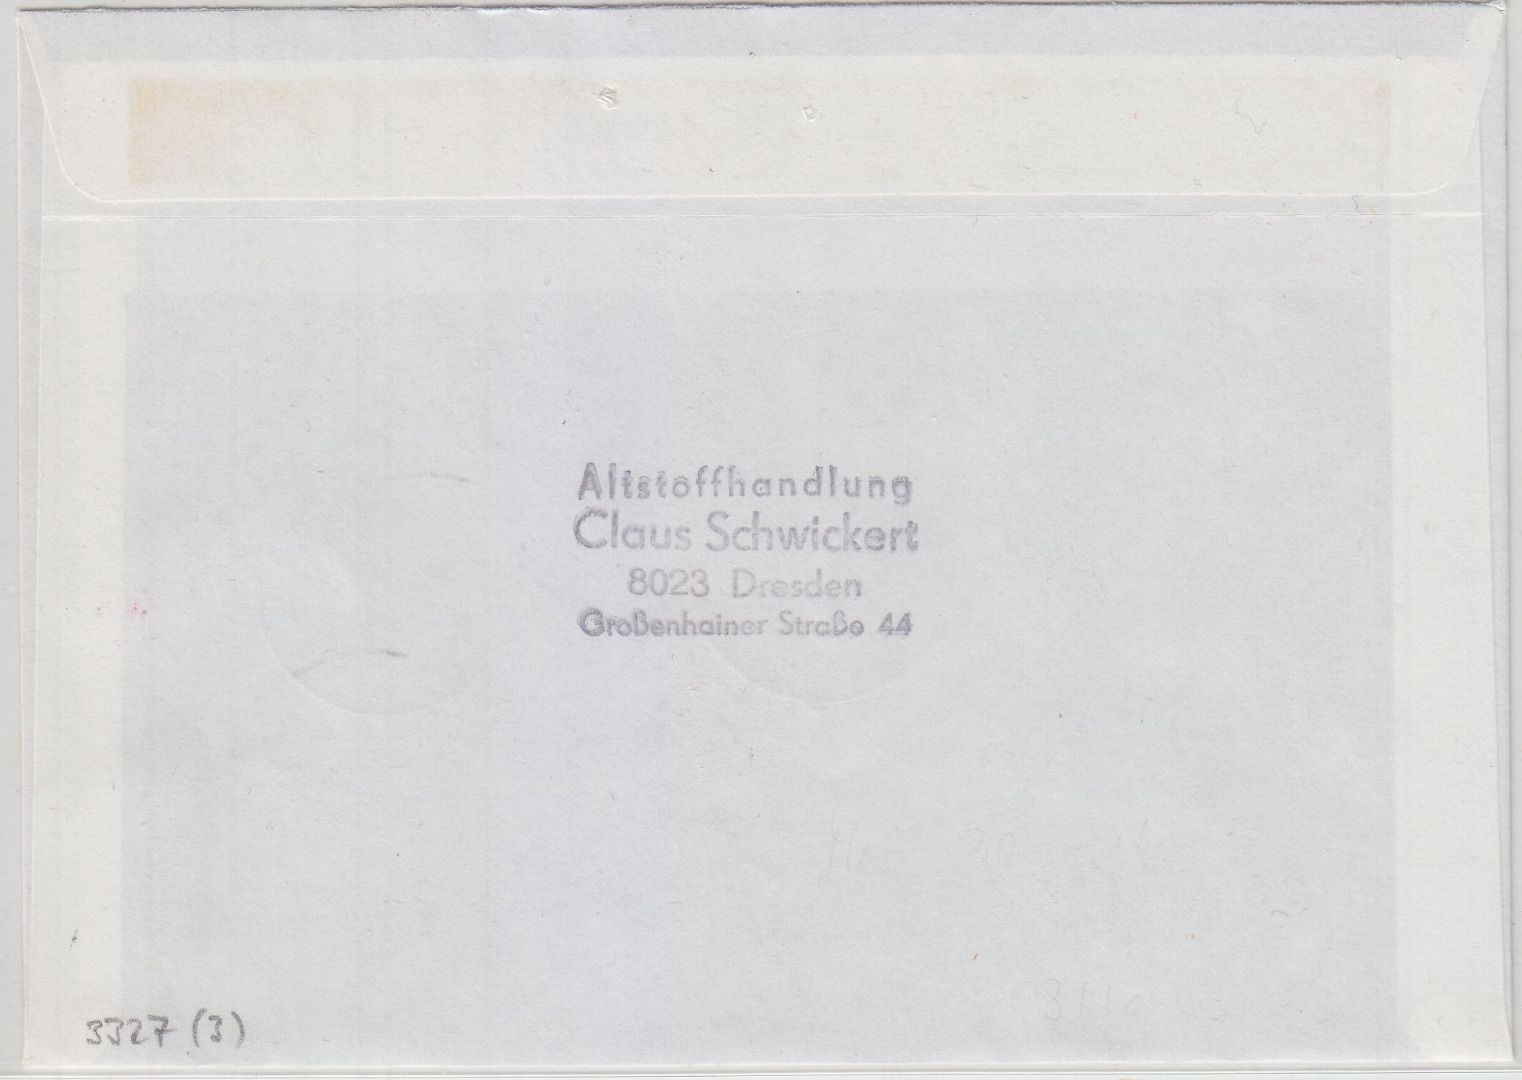 Altstoffhandlung
Claus Schwickert
8023 Dresden
Großenhainer Straße 44
3327 (3)